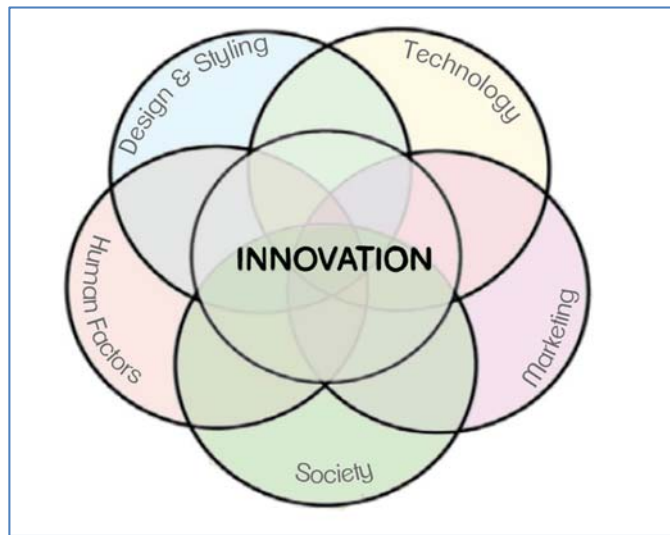 Design & Styling
Technology
Human Factors
INNOVATION
Marketing
Society